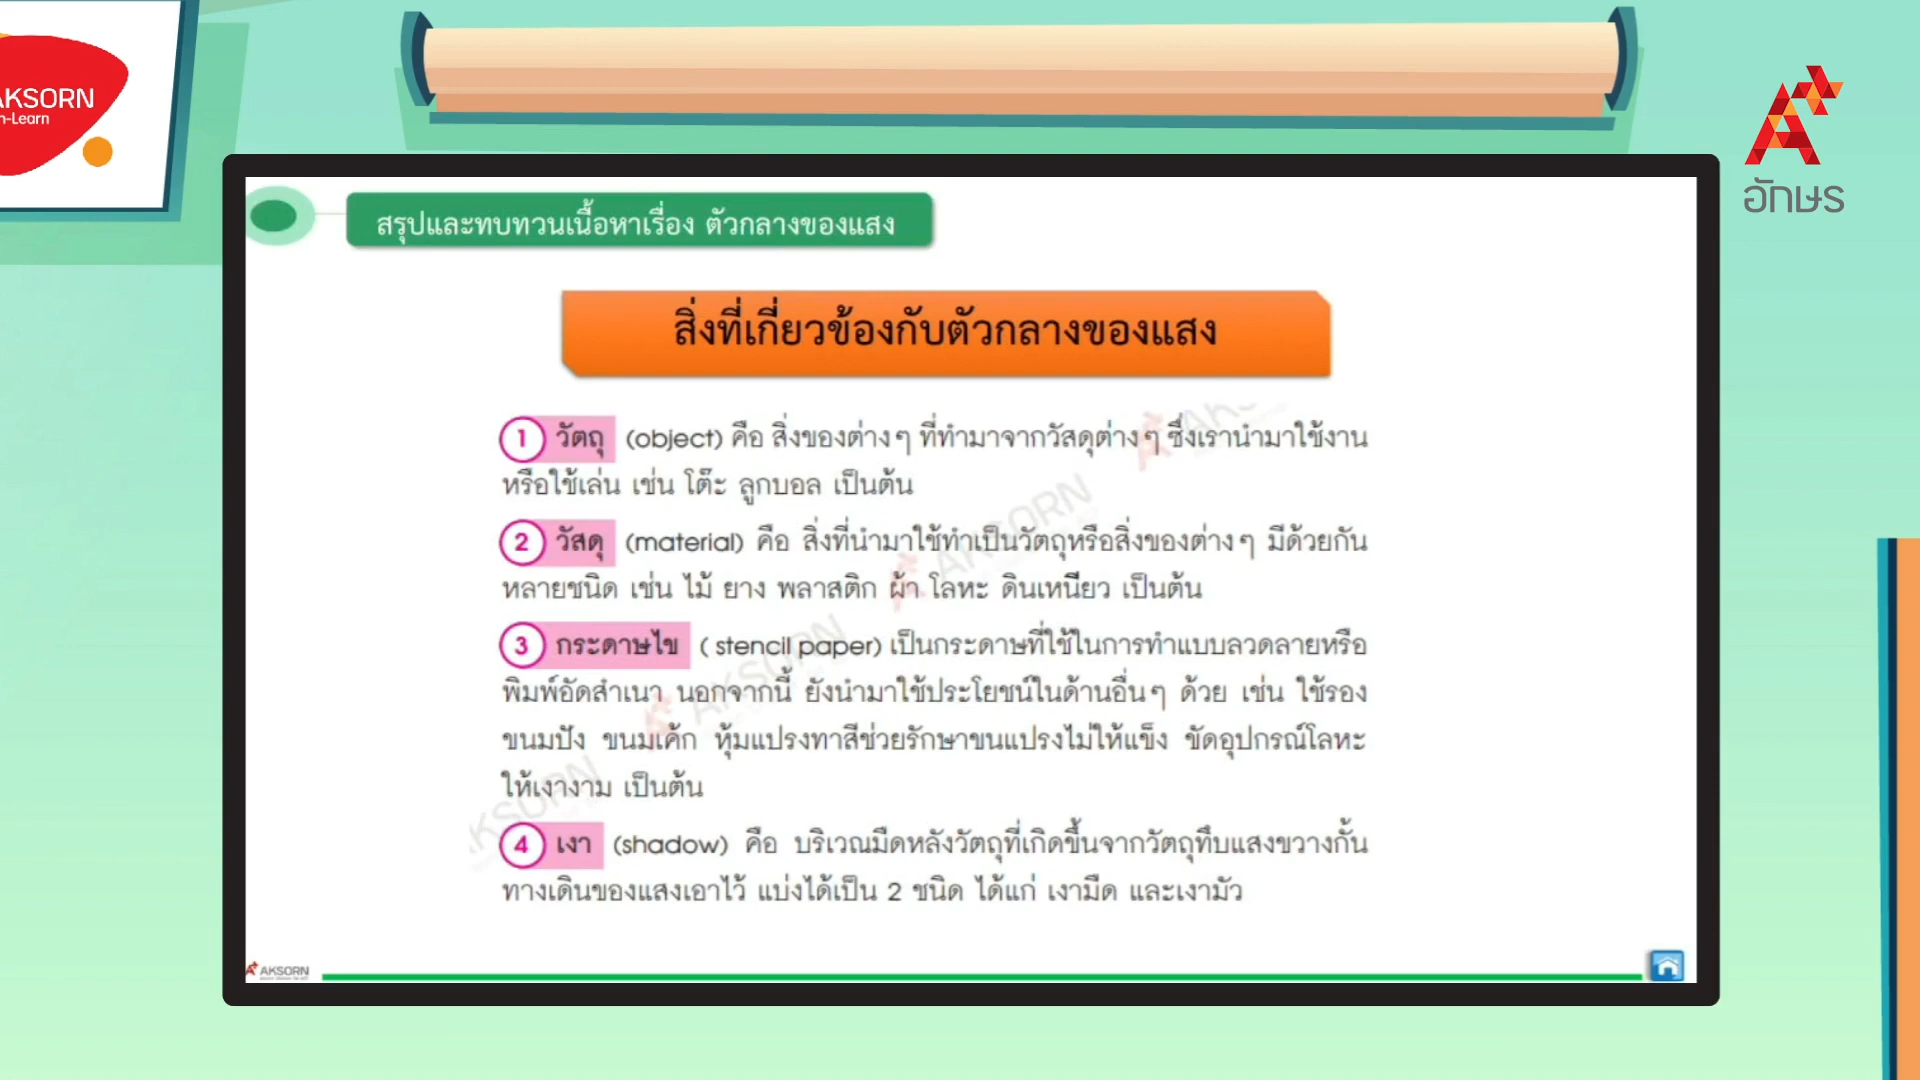 AKSORN
n-Learn
อักษร
สรุปและทบทวนเนื้อหาเรื่อง ตัวกลางของแสง
สิ่งที่เกี่ยวข้องกับตัวกลางของแสง
1 วัตถุ (object) คือ สิ่งของต่างๆ ที่ทำมาจากวัสดุต่างๆ ซึ่งเรานำมาใช้งาน
หรือใช้เล่น เช่น โต๊ะ ลูกบอล เป็นต้น
2 วัสดุ (material) คือ สิ่งที่นำมาใช้ทำเป็นวัตถุหรือสิ่งของต่างๆ มีด้วยกัน
หลายชนิด เช่น ไม้ ยาง พลาสติก ผ้า โลหะ ดินเหนียว เป็นต้น
3 กระดาษไข ( stencil paper) เป็นกระดาษที่ใช้ในการทำแบบลวดลายหรือ
พิมพ์อัดสำเนา นอกจากนี้ ยังนำมาใช้ประโยชน์ในด้านอื่นๆ ด้วย เช่น ใช้รอง
ขนมปัง ขนมเค้ก หุ้มแปรงทาสีช่วยรักษาขนแปรงไม่ให้แข็ง ขัดอุปกรณ์โลหะ
ให้เงางาม เป็นต้น
4 เงา (shadow) คือ บริเวณมืดหลังวัตถุที่เกิดขึ้นจากวัตถุทึบแสงขวางกั้น
ทางเดินของแสงเอาไว้ แบ่งได้เป็น 2 ชนิด ได้แก่ เงามืด และเงามัว
AKSORN